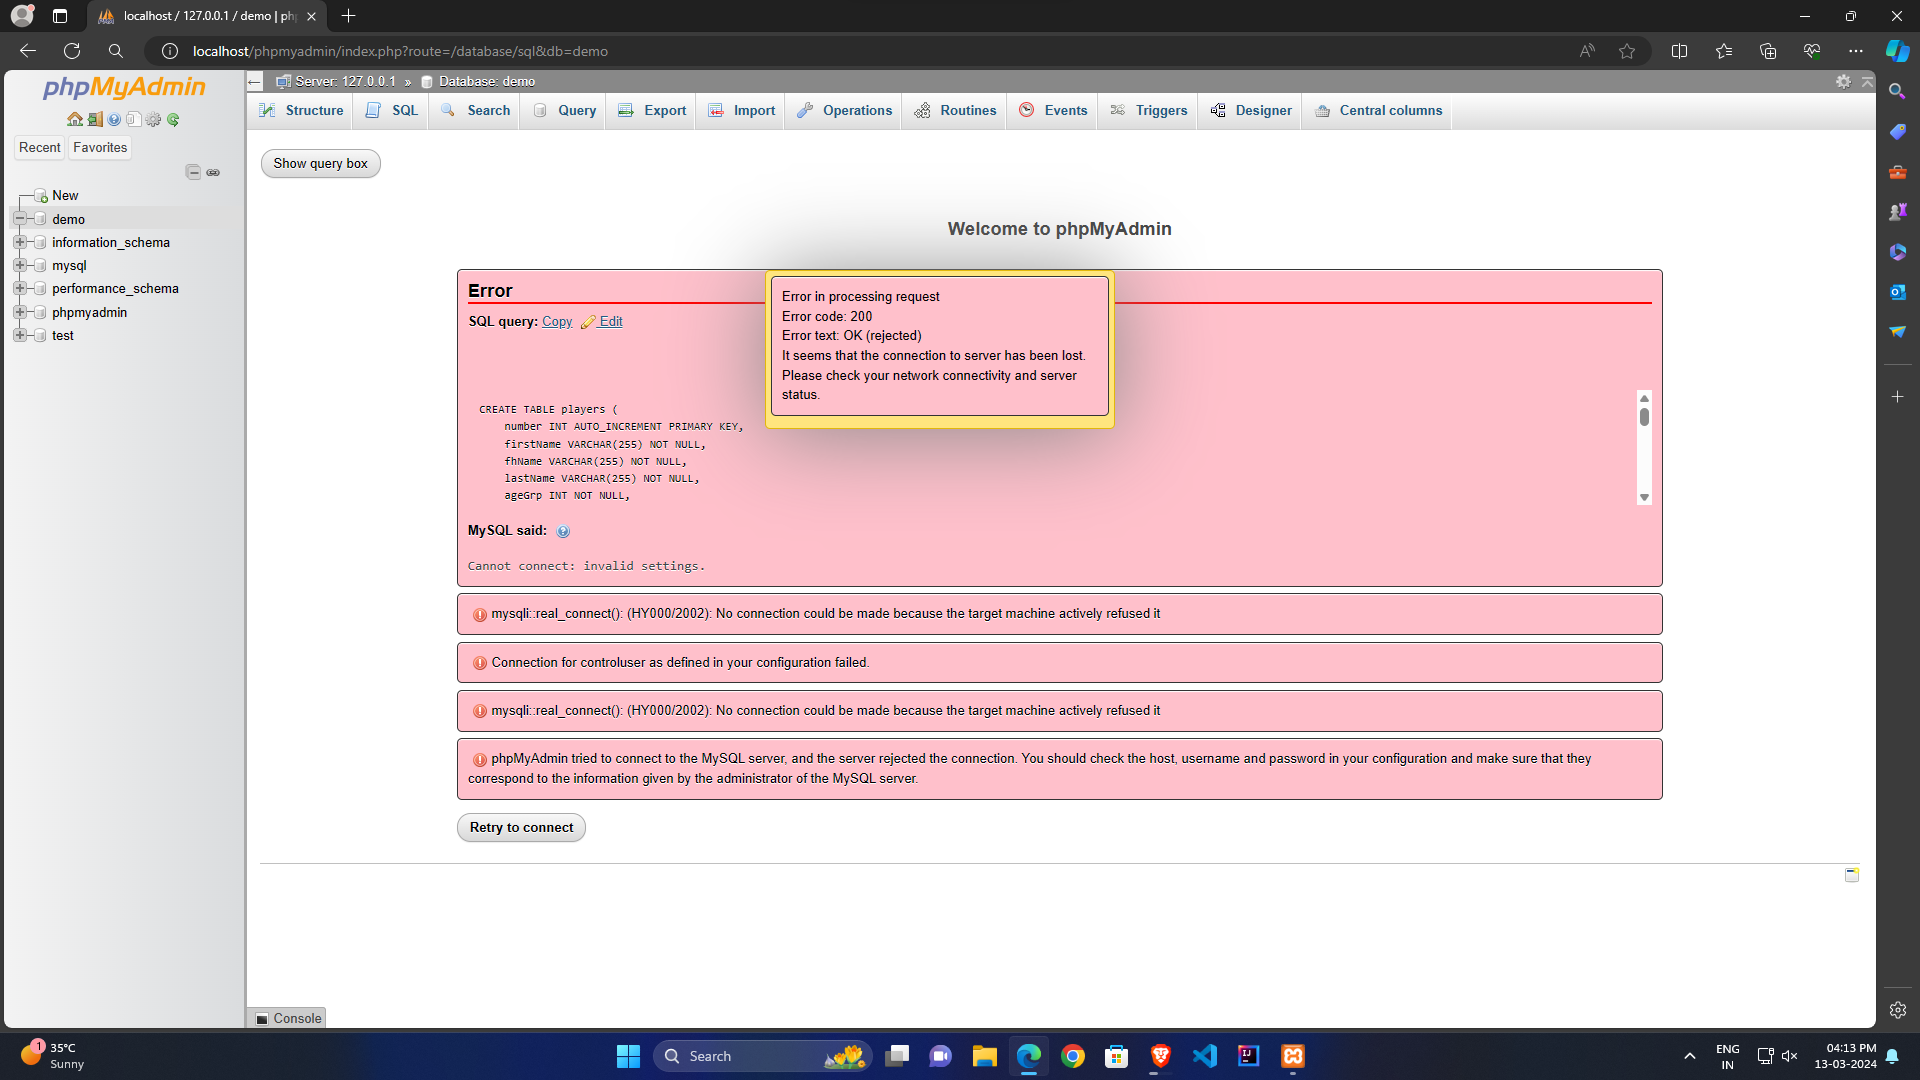 localhost / 127.0.0.1 / demo | ph
localhost/phpmyadmin/index.php?route=/database/sql&db=demo
phpMyAdmin
Server: 127.0.0.1 » Database: demo
Structure SQL Search Query Export Import Operations Routines Events Triggers Designer Central columns
Recent Favorites
New
demo
information_schema
mysql
performance_schema
phpmyadmin
test
Show query box
Welcome to phpMyAdmin
Error
SQL query: Copy Edit
Error in processing request
Error code: 200
Error text: OK (rejected)
It seems that the connection to server has been lost.
Please check your network connectivity and server
status.
CREATE TABLE players (
number INT AUTO_INCREMENT PRIMARY KEY,
firstName VARCHAR(255) NOT NULL,
fhName VARCHAR(255) NOT NULL,
lastName VARCHAR(255) NOT NULL,
ageGrp INT NOT NULL,
MySQL said:
Cannot connect: invalid settings.
mysqli::real_connect(): (HY000/2002): No connection could be made because the target machine actively refused it
Connection for controluser as defined in your configuration failed.
mysqli::real_connect(): (HY000/2002): No connection could be made because the target machine actively refused it
phpMyAdmin tried to connect to the MySQL server, and the server rejected the connection. You should check the host, username and password in your configuration and make sure that they
correspond to the information given by the administrator of the MySQL server.
Retry to connect
Console
1
35°C
Sunny
Search
ENG
IN
04:13 PM
13-03-2024